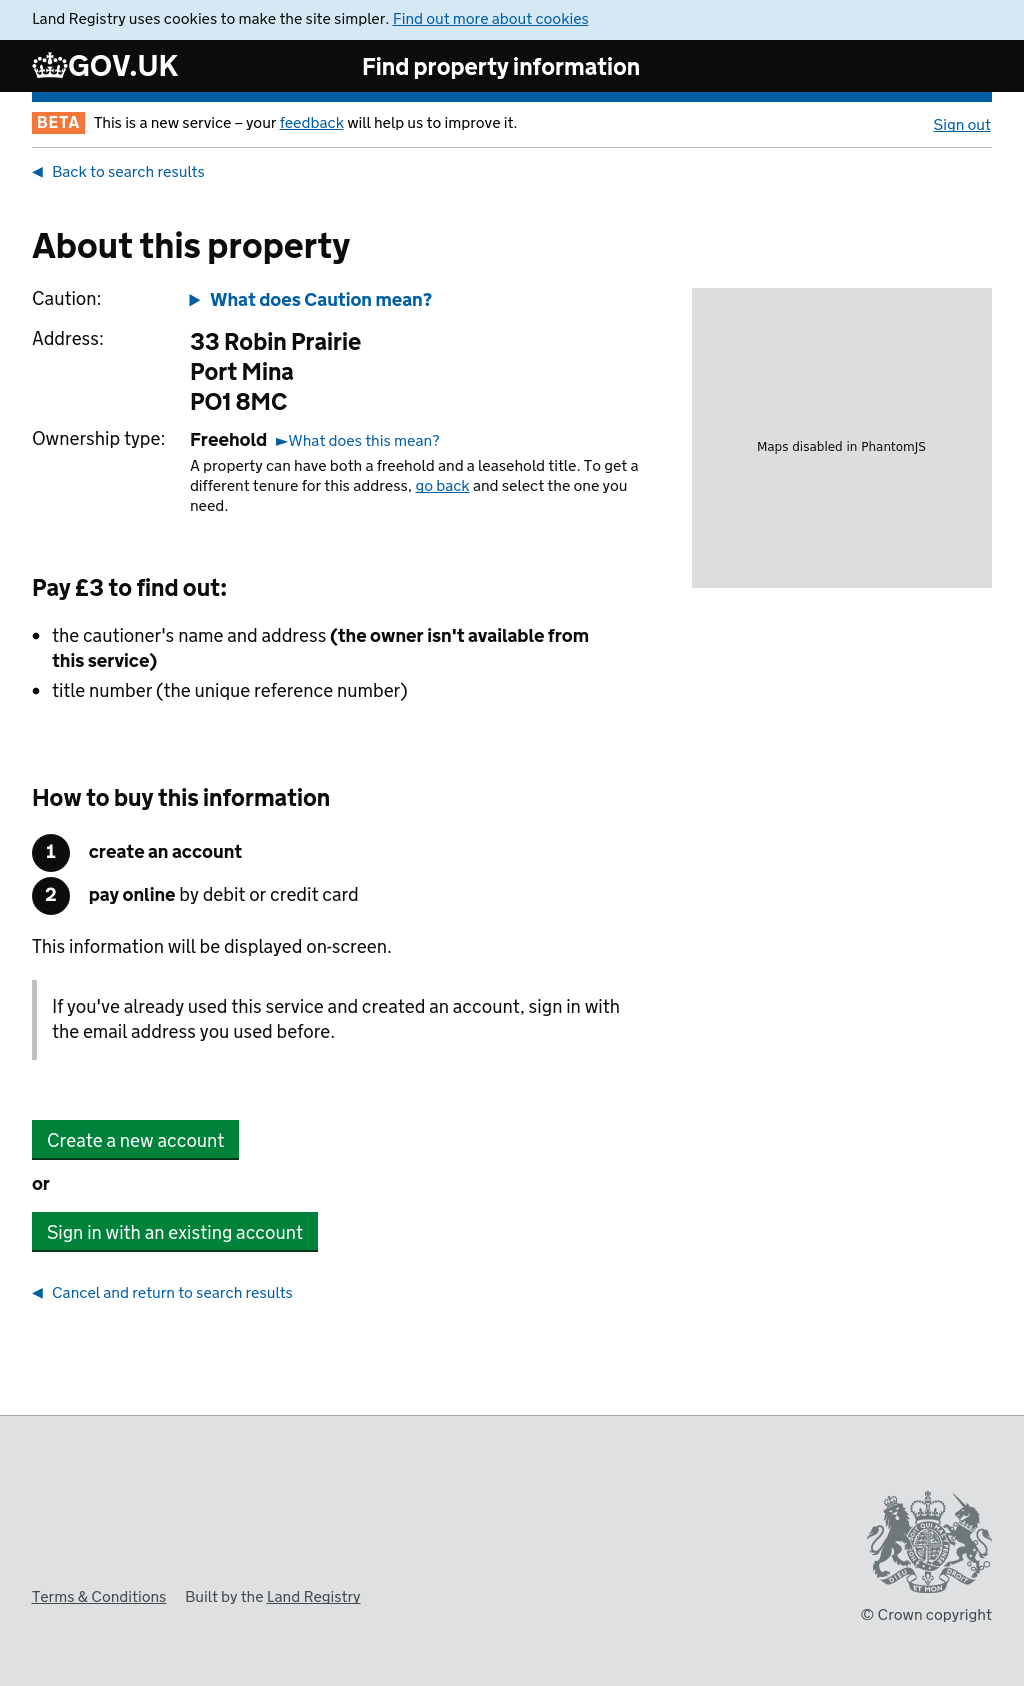 Land Registry uses cookies to make the site simpler. Find out more about cookies
GOV.UK
Find property information
BETA This is a new service – your feedback will help us to improve it.
Sign out
◀ Back to search results
About this property
Caution:
▶ What does Caution mean?
Address:
33 Robin Prairie
Port Mina
PO1 8MC
Ownership type:
Freehold ►What does this mean?
A property can have both a freehold and a leasehold title. To get a
different tenure for this address, go back and select the one you
need.
Maps disabled in PhantomJS
Pay £3 to find out:
• the cautioner's name and address (the owner isn't available from
this service)
• title number (the unique reference number)
How to buy this information
1 create an account
2 pay online by debit or credit card
This information will be displayed on-screen.
If you've already used this service and created an account, sign in with
the email address you used before.
Create a new account
or
Sign in with an existing account
◀ Cancel and return to search results
Terms & Conditions Built by the Land Registry
DIEU ET MON DROIT
© Crown copyright